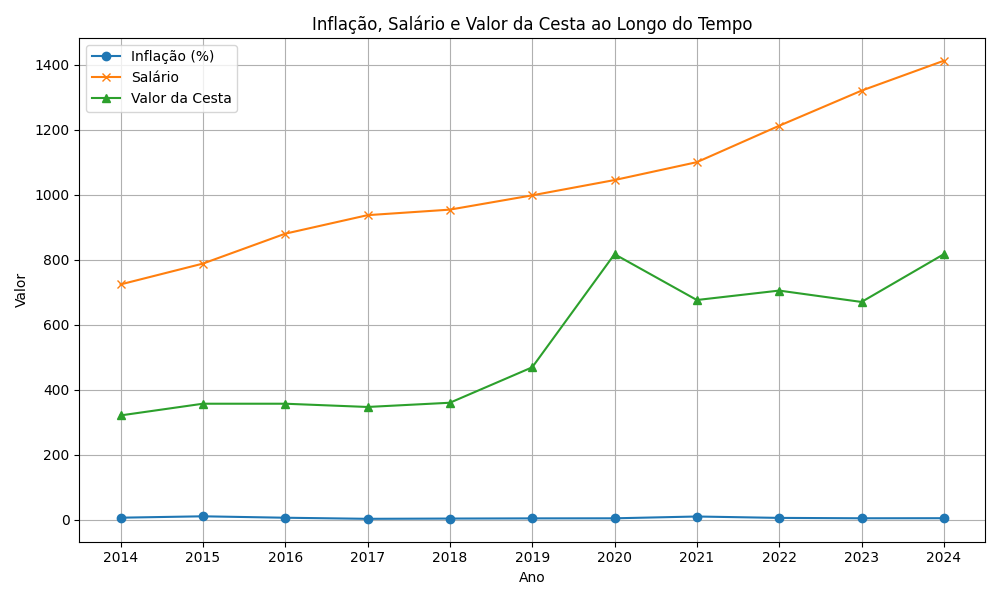 Inflação, Salário e Valor da Cesta ao Longo do Tempo
Inflação (%)
Salário
Valor da Cesta
Valor
1400
1200
1000
800
600
400
200
0
2014 2015 2016 2017 2018 2019 2020 2021 2022 2023 2024
Ano